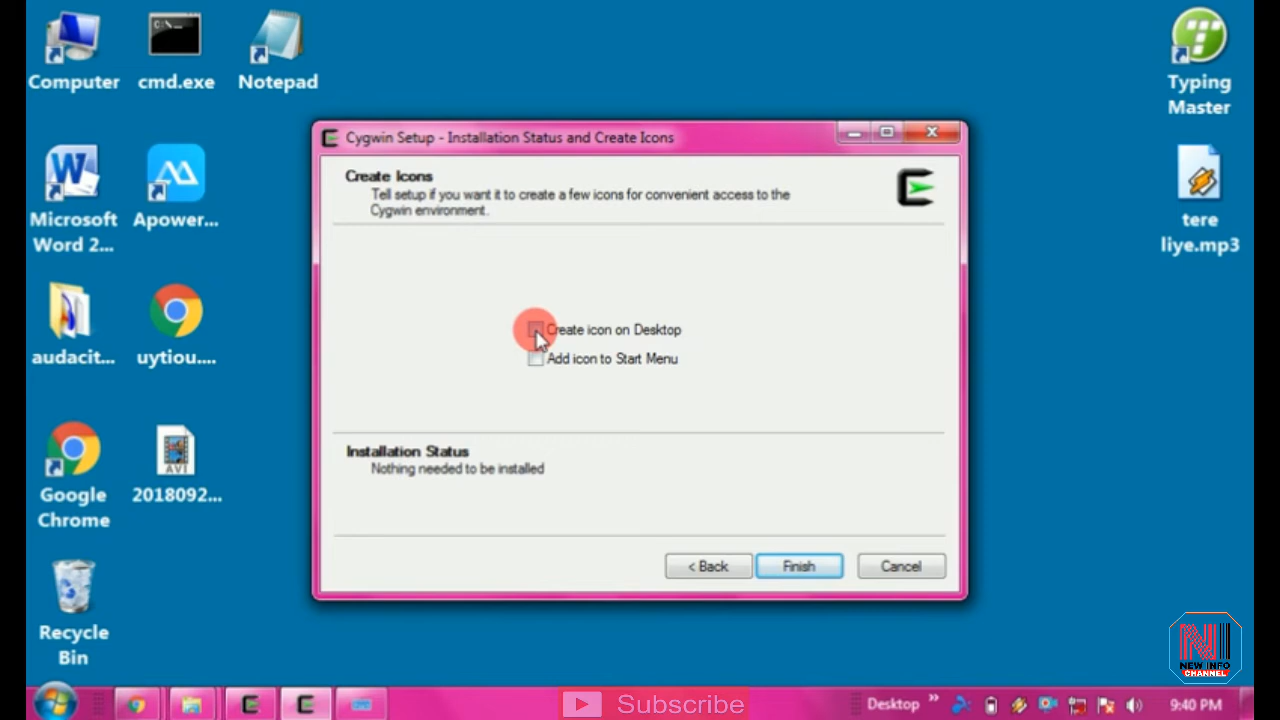 Computer
cmd.exe
Notepad
Typing
Master
Microsoft
Word 2...
Apower...
tere
liye.mp3
audacit...
uytiou....
Google
Chrome
AVI
2018092...
Recycle
Bin
Cygwin Setup - Installation Status and Create Icons
Create Icons
Tell setup if you want it to create a few icons for convenient access to the
Cygwin environment.
Create icon on Desktop
Add icon to Start Menu
Installation Status
Nothing needed to be installed
< Back
Finish
Cancel
NI
NEW INFO
CHANNEL
Subscribe
Desktop »
9:40 PM